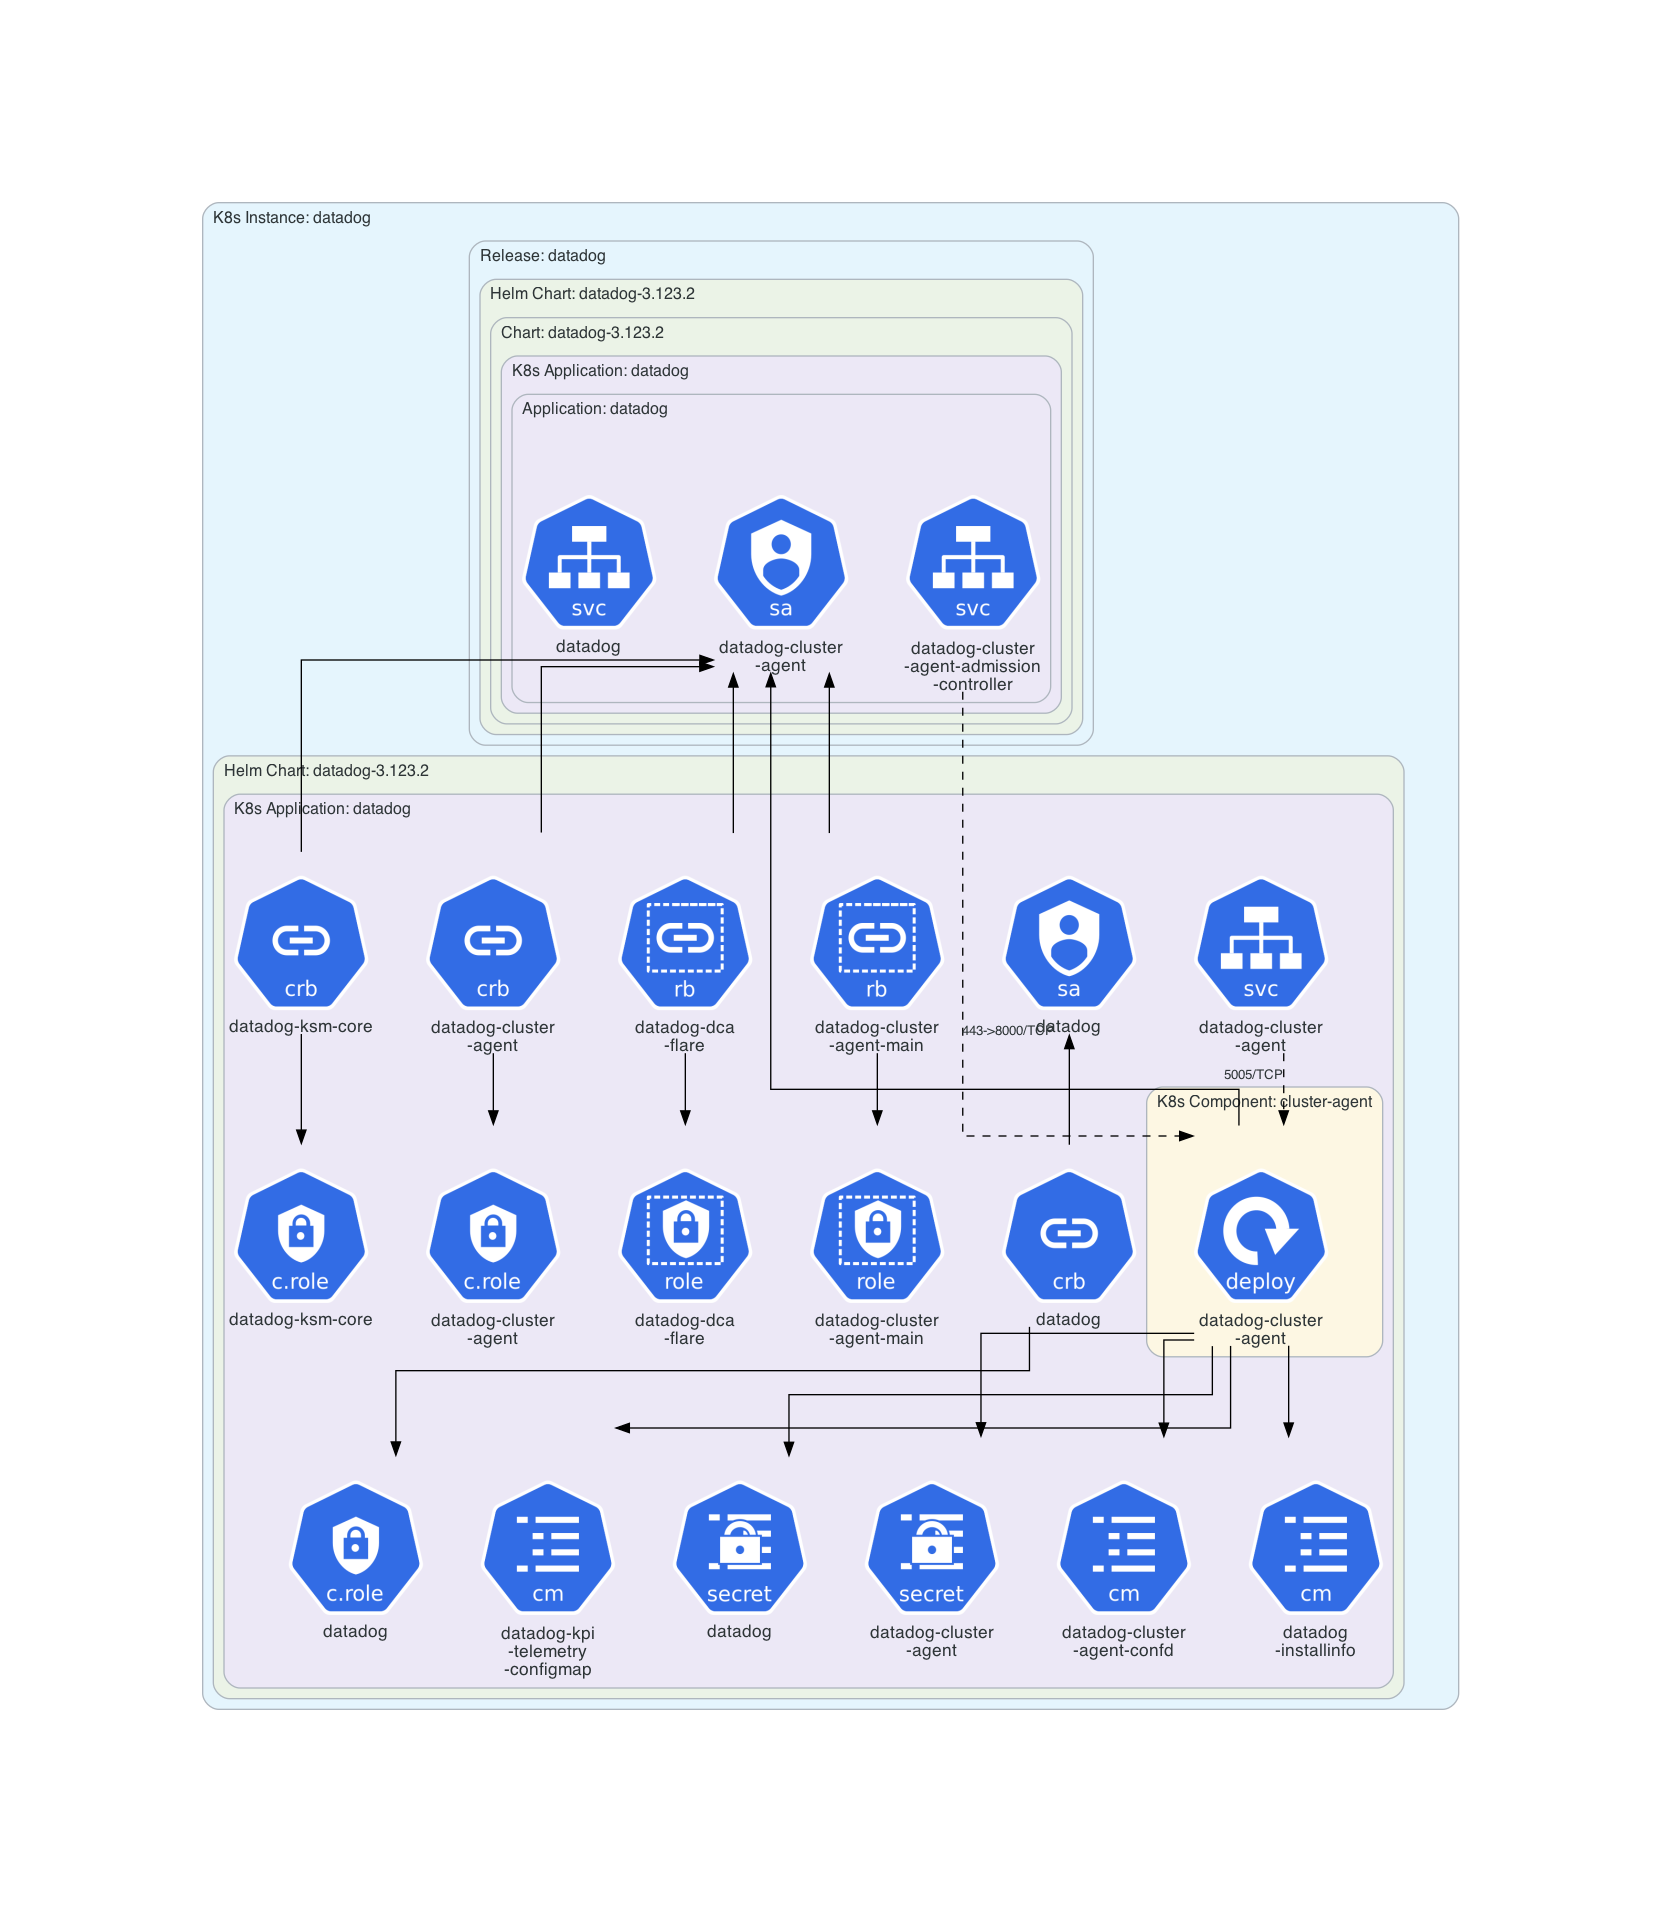 K8s Instance: datadog
Release: datadog
Helm Chart: datadog-3.123.2
Chart: datadog-3.123.2
K8s Application: datadog
Application: datadog
svc
sa
svc
datadog
datadog-cluster
-agent
datadog-cluster
-agent-admission
-controller
Helm Chart: datadog-3.123.2
K8s Application: datadog
crb
crb
rb
rb
sa
svc
datadog-ksm-core
datadog-cluster
-agent
datadog-dca
-flare
datadog-cluster
-agent-main
443->8000/TCP
datadog
datadog-cluster
-agent
5005/TCP
K8s Component: cluster-agent
c.role
c.role
role
role
crb
deploy
datadog-ksm-core
datadog-cluster
-agent
datadog-dca
-flare
datadog-cluster
-agent-main
datadog
datadog-cluster
-agent
c.role
cm
secret
secret
cm
cm
datadog
datadog-kpi
-telemetry
-configmap
datadog
datadog-cluster
-agent
datadog-cluster
-agent-confd
datadog
-installinfo